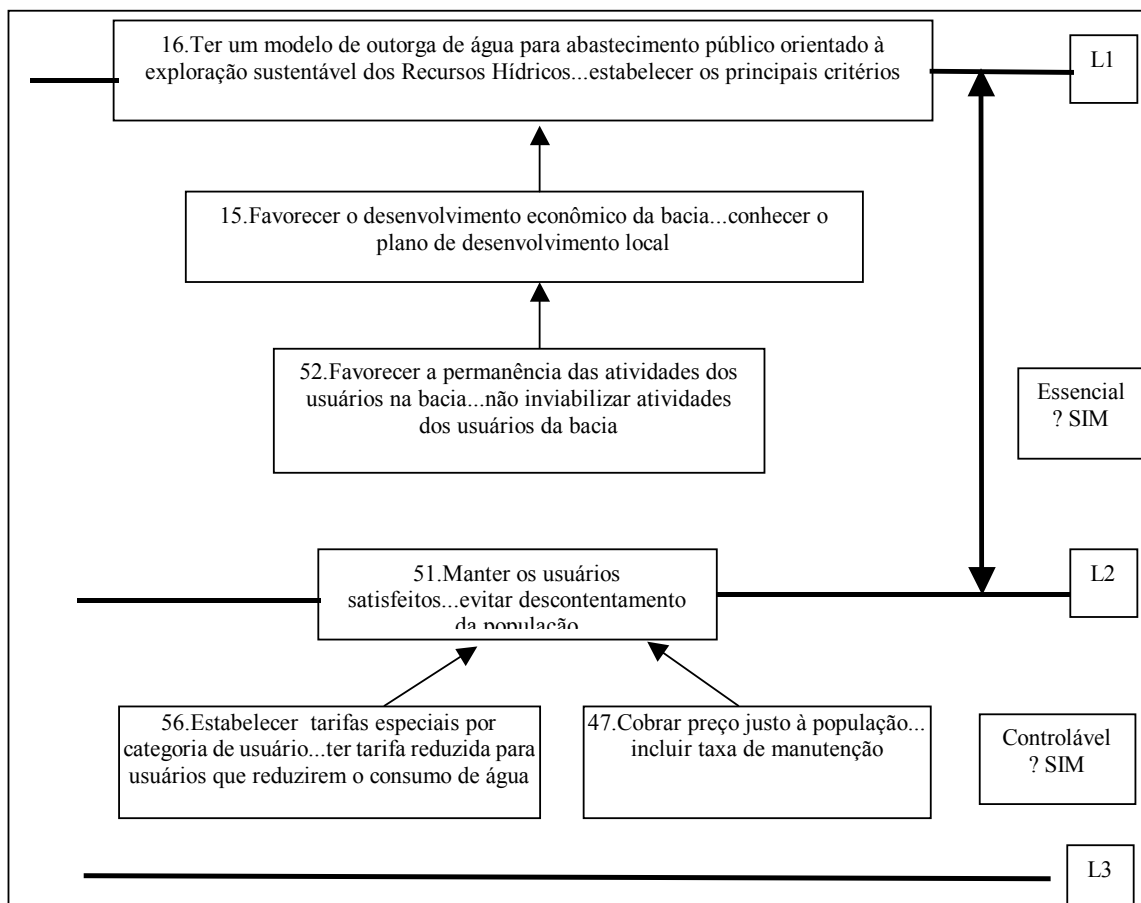 16.Ter um modelo de outorga de água para abastecimento público orientado à
exploração sustentável dos Recursos Hídricos...estabelecer os principais critérios
L1
15.Favorecer o desenvolvimento econômico da bacia...conhecer o
plano de desenvolvimento local
52.Favorecer a permanência das atividades dos
usuários na bacia...não inviabilizar atividades
dos usuários da bacia
Essencial
? SIM
51.Manter os usuários
satisfeitos...evitar descontentamento
da população
L2
56.Estabelecer tarifas especiais por
categoria de usuário...ter tarifa reduzida para
usuários que reduzirem o consumo de água
47.Cobrar preço justo à população...
incluir taxa de manutenção
Controlável
? SIM
L3